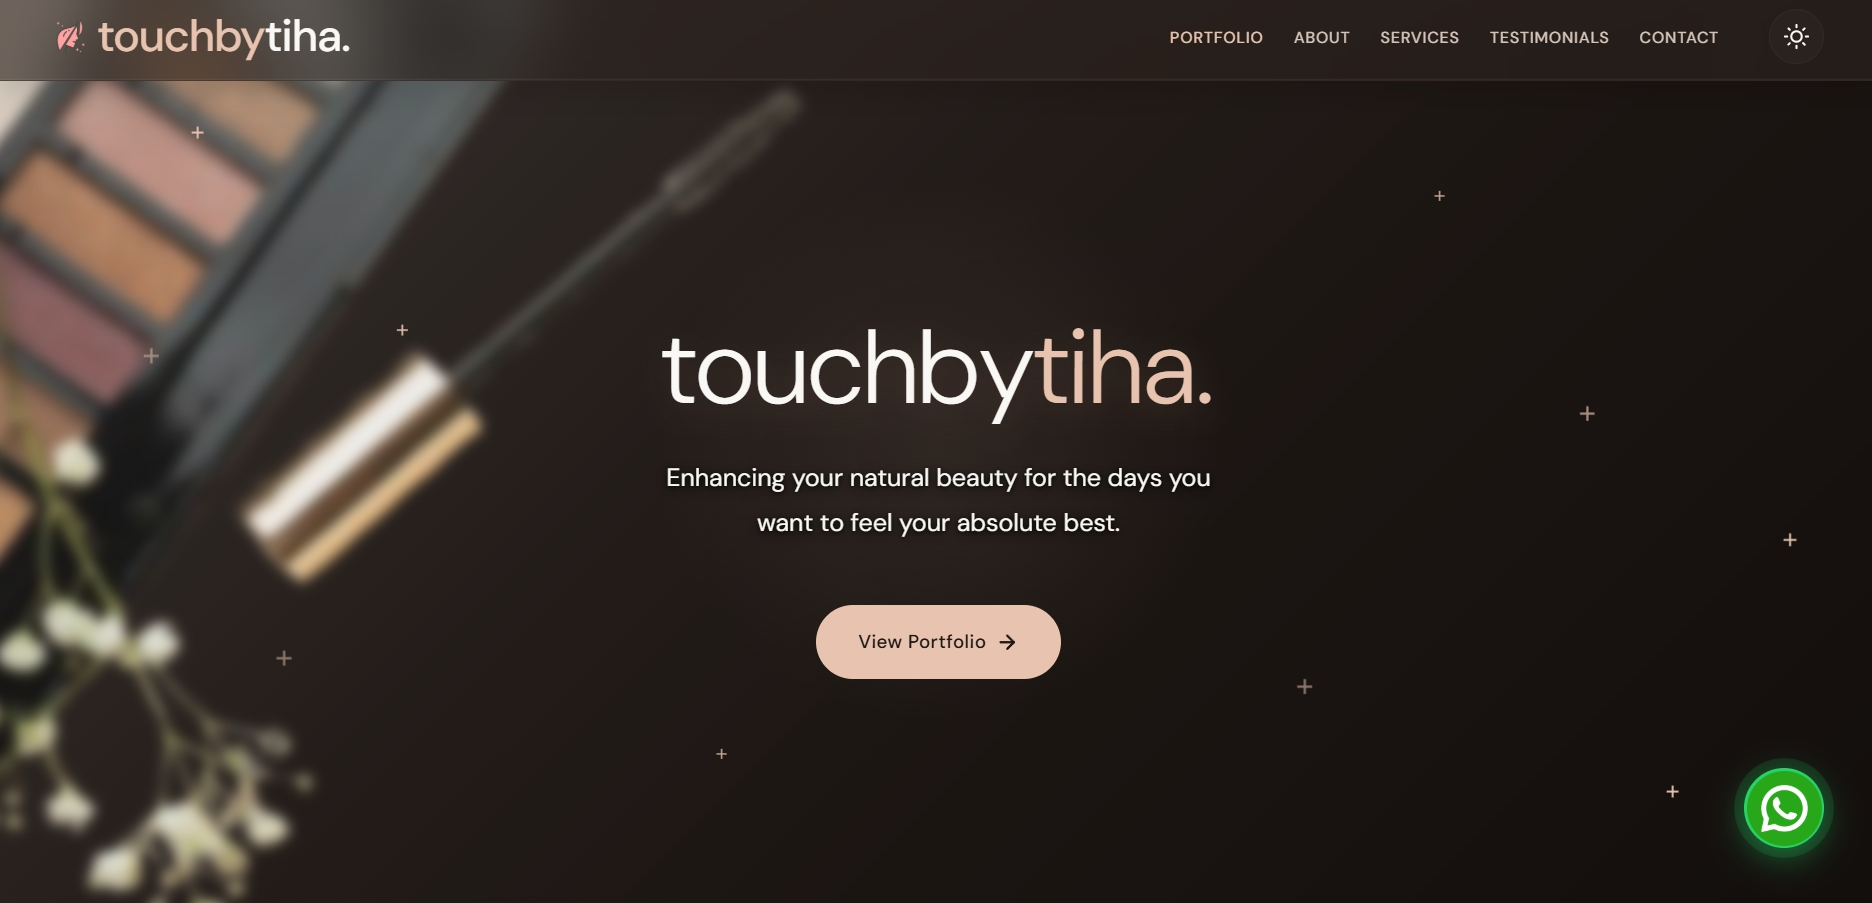 touchbytiha.
PORTFOLIO ABOUT SERVICES TESTIMONIALS CONTACT
touchbytiha.
Enhancing your natural beauty for the days you
want to feel your absolute best.
View Portfolio →